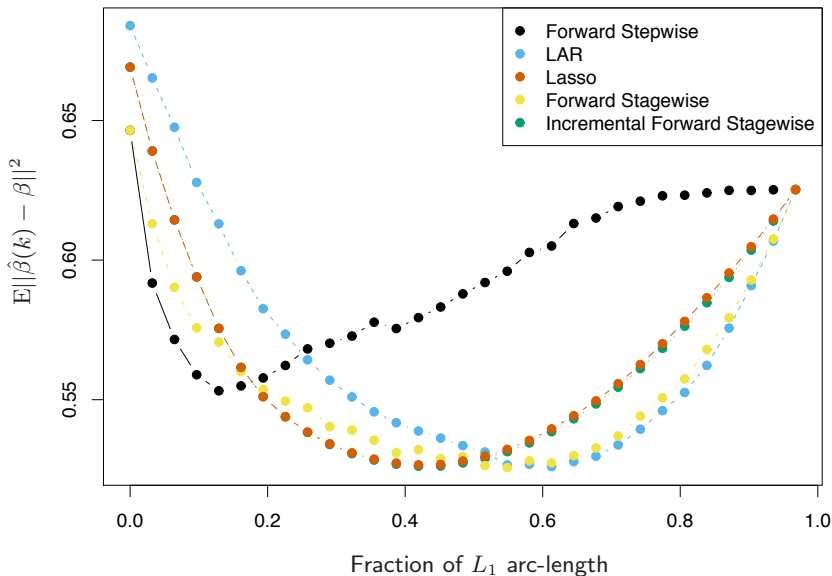 Forward Stepwise
LAR
Lasso
Forward Stagewise
Incremental Forward Stagewise
E||β̂(k) − β||²
0.65
0.60
0.55
0.0 0.2 0.4 0.6 0.8 1.0
Fraction of L₁ arc-length